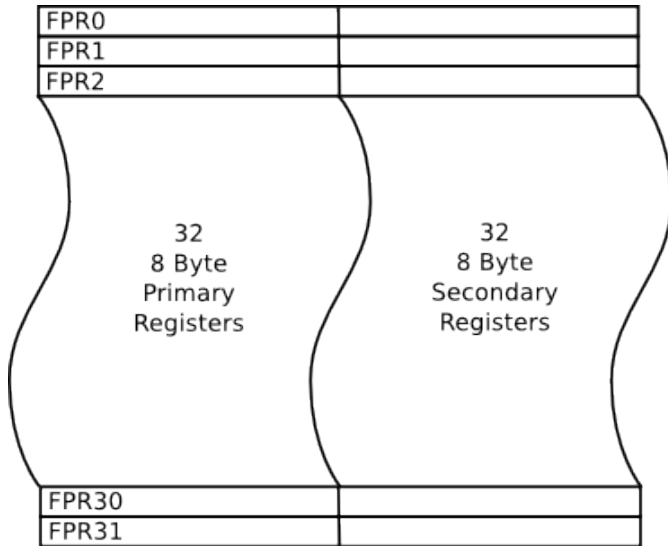 FPR0
FPR1
FPR2
32
8 Byte
Primary
Registers
32
8 Byte
Secondary
Registers
FPR30
FPR31